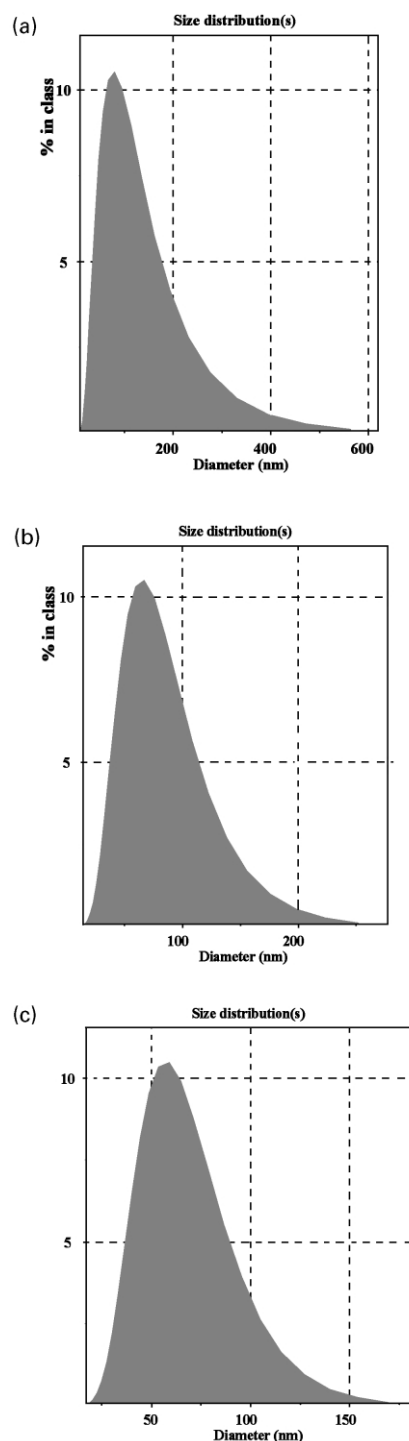 (a)
Size distribution(s)
% in class
10
5
200 400 600
Diameter (nm)
(b)
Size distribution(s)
% in class
10
5
100 200
Diameter (nm)
(c)
Size distribution(s)
10
5
50 100 150
Diameter (nm)